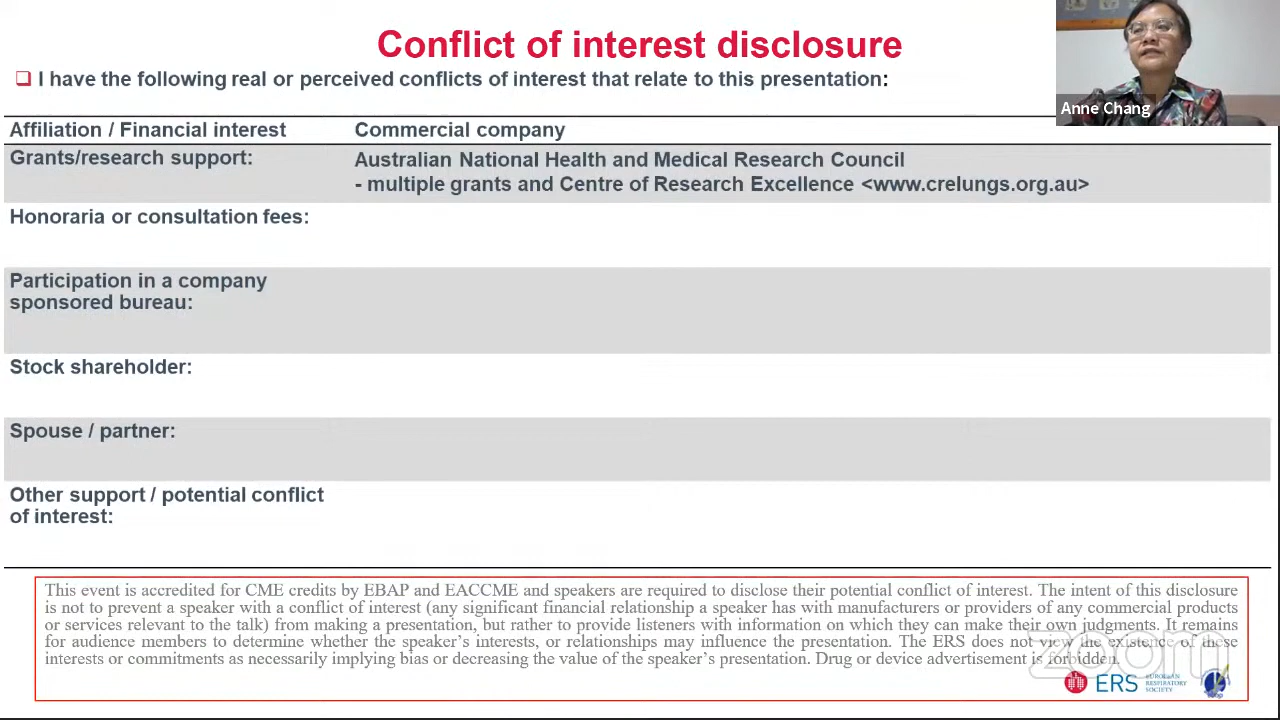 Conflict of interest disclosure
I have the following real or perceived conflicts of interest that relate to this presentation:
Anne Chang
Affiliation / Financial interest Commercial company
Grants/research support: Australian National Health and Medical Research Council
- multiple grants and Centre of Research Excellence <www.crelungs.org.au>
Honoraria or consultation fees:
Participation in a company
sponsored bureau:
Stock shareholder:
Spouse / partner:
Other support / potential conflict
of interest:
This event is accredited for CME credits by EBAP and EACCME and speakers are required to disclose their potential conflict of interest. The intent of this disclosure
is not to prevent a speaker with a conflict of interest (any significant financial relationship a speaker has with manufacturers or providers of any commercial products
or services relevant to the talk) from making a presentation, but rather to provide listeners with information on which they can make their own judgments. It remains
for audience members to determine whether the speaker's interests, or relationships may influence the presentation. The ERS does not view the existence of these
interests or commitments as necessarily implying bias or decreasing the value of the speaker's presentation. Drug or device advertisement is forbidden.
zoom
ERS EUROPEAN
RESPIRATORY
SOCIETY